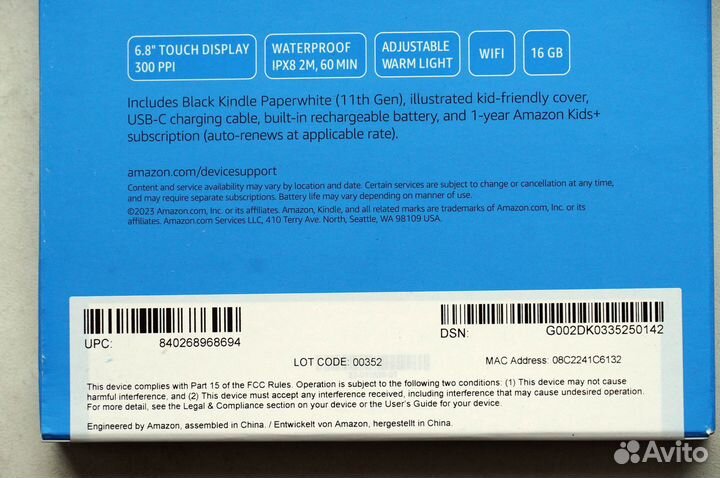 6.8" TOUCH DISPLAY
300 PPI
WATERPROOF
IPX8 2M, 60 MIN
ADJUSTABLE
WARM LIGHT
WIFI
16 GB
Includes Black Kindle Paperwhite (11th Gen), illustrated kid-friendly cover,
USB-C charging cable, built-in rechargeable battery, and 1-year Amazon Kids+
subscription (auto-renews at applicable rate).
amazon.com/devicesupport
Content and service availability may vary by location and date. Certain services are subject to change or cancellation at any time,
and may require separate subscriptions. Battery life may vary depending on manner of use.
©2023 Amazon.com, Inc. or its affiliates. Amazon, Kindle, and all related marks are trademarks of Amazon.com, Inc. or its
affiliates. Amazon.com Services LLC, 410 Terry Ave. North, Seattle, WA 98109 USA.
UPC: 840268968694
DSN: G002DK0335250142
LOT CODE: 00352
MAC Address: 08C2241C6132
This device complies with Part 15 of the FCC Rules. Operation is subject to the following two conditions: (1) This device may not cause
harmful interference, and (2) This device must accept any interference received, including interference that may cause undesired operation.
For more detail, see the Legal & Compliance section on your device or the User's Guide for your device.
Engineered by Amazon, assembled in China. / Entwickelt von Amazon, hergestellt in China.
Avito